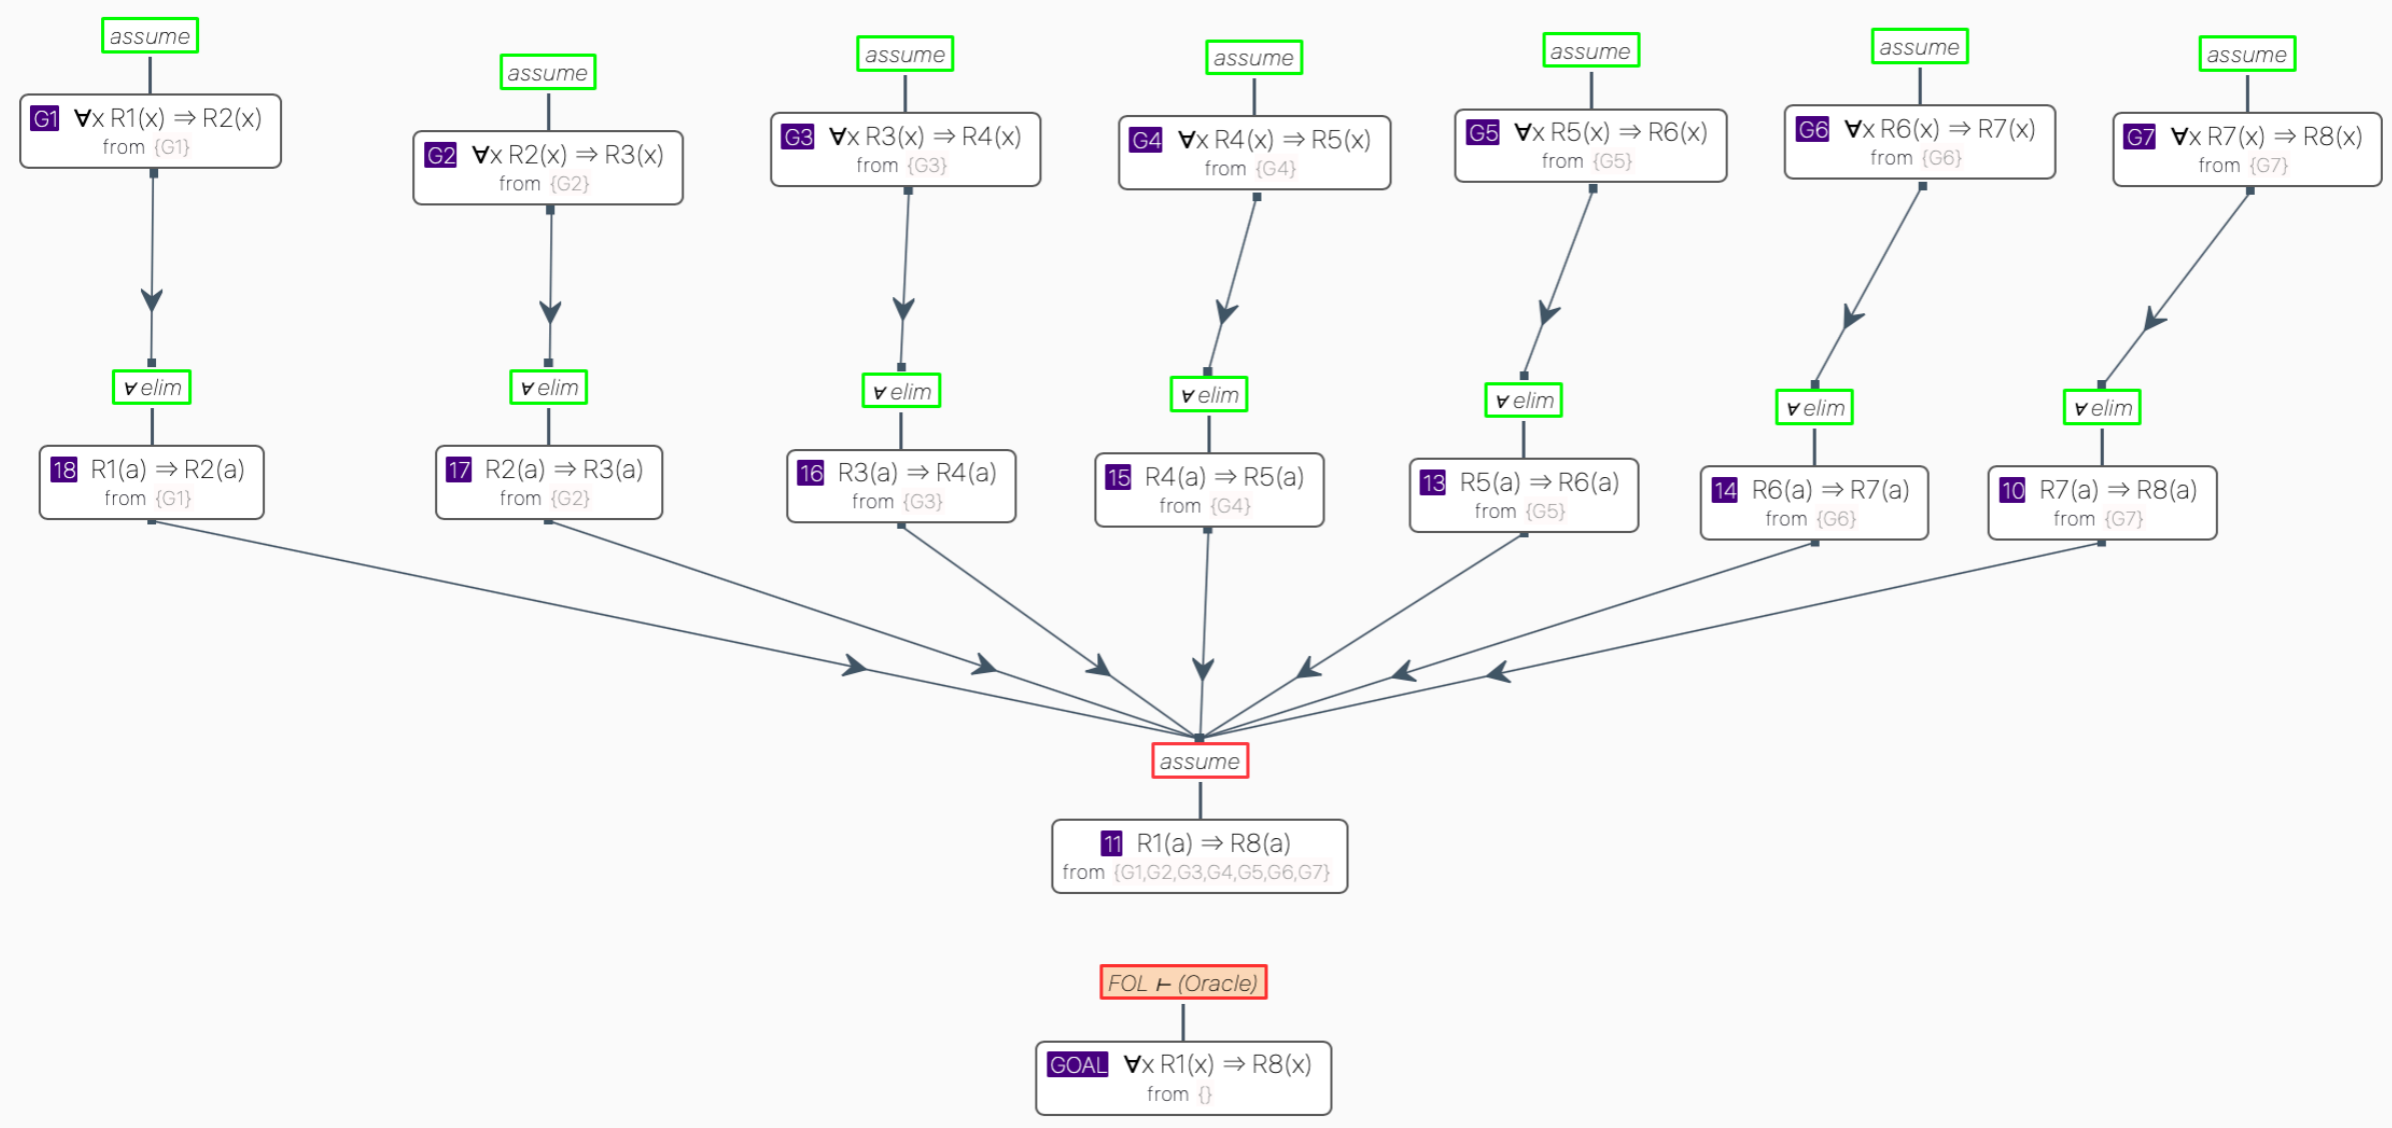 assume
assume
assume
assume
assume
assume
assume
G1 ∀x R1(x) ⇒ R2(x)
from {G1}
G2 ∀x R2(x) ⇒ R3(x)
from {G2}
G3 ∀x R3(x) ⇒ R4(x)
from {G3}
G4 ∀x R4(x) ⇒ R5(x)
from {G4}
G5 ∀x R5(x) ⇒ R6(x)
from {G5}
G6 ∀x R6(x) ⇒ R7(x)
from {G6}
G7 ∀x R7(x) ⇒ R8(x)
from {G7}
∀ elim
∀ elim
∀ elim
∀ elim
∀ elim
∀ elim
∀ elim
18 R1(a) ⇒ R2(a)
from {G1}
17 R2(a) ⇒ R3(a)
from {G2}
16 R3(a) ⇒ R4(a)
from {G3}
15 R4(a) ⇒ R5(a)
from {G4}
13 R5(a) ⇒ R6(a)
from {G5}
14 R6(a) ⇒ R7(a)
from {G6}
10 R7(a) ⇒ R8(a)
from {G7}
assume
11 R1(a) ⇒ R8(a)
from {G1,G2,G3,G4,G5,G6,G7}
FOL ⊢ (Oracle)
GOAL ∀x R1(x) ⇒ R8(x)
from {}